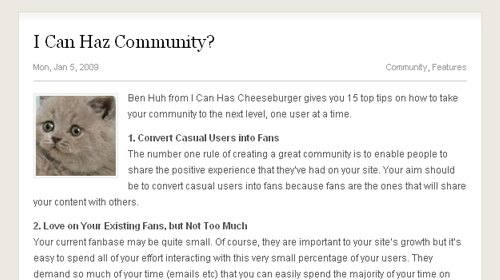 I Can Haz Community?
Mon, Jan 5, 2009
Community, Features
Ben Huh from I Can Has Cheeseburger gives you 15 top tips on how to take
your community to the next level, one user at a time.
1. Convert Casual Users into Fans
The number one rule of creating a great community is to enable people to
share the positive experience that they've had on your site. Your aim should
be to convert casual users into fans because fans are the ones that will share
your content with others.
2. Love on Your Existing Fans, but Not Too Much
Your current fanbase may be quite small. Of course, they are important to your site's growth but it's
easy to spend all of your effort interacting with this very small percentage of your users. They
demand so much of your time (emails etc) that you can easily spend the majority of your time on